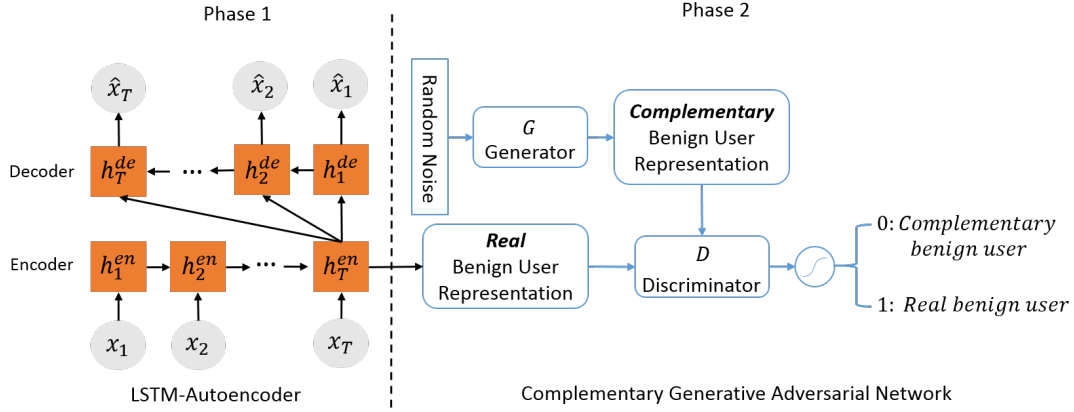 Phase 1
Phase 2
x̂_T
x̂_2
x̂_1
Random Noise
G
Generator
Complementary
Benign User
Representation
Decoder
h_T^{de}
...
h_2^{de}
h_1^{de}
Encoder
h_1^{en}
h_2^{en}
...
h_T^{en}
Real
Benign User
Representation
D
Discriminator
0: Complementary
benign user
1: Real benign user
x_1
x_2
x_T
LSTM-Autoencoder
Complementary Generative Adversarial Network